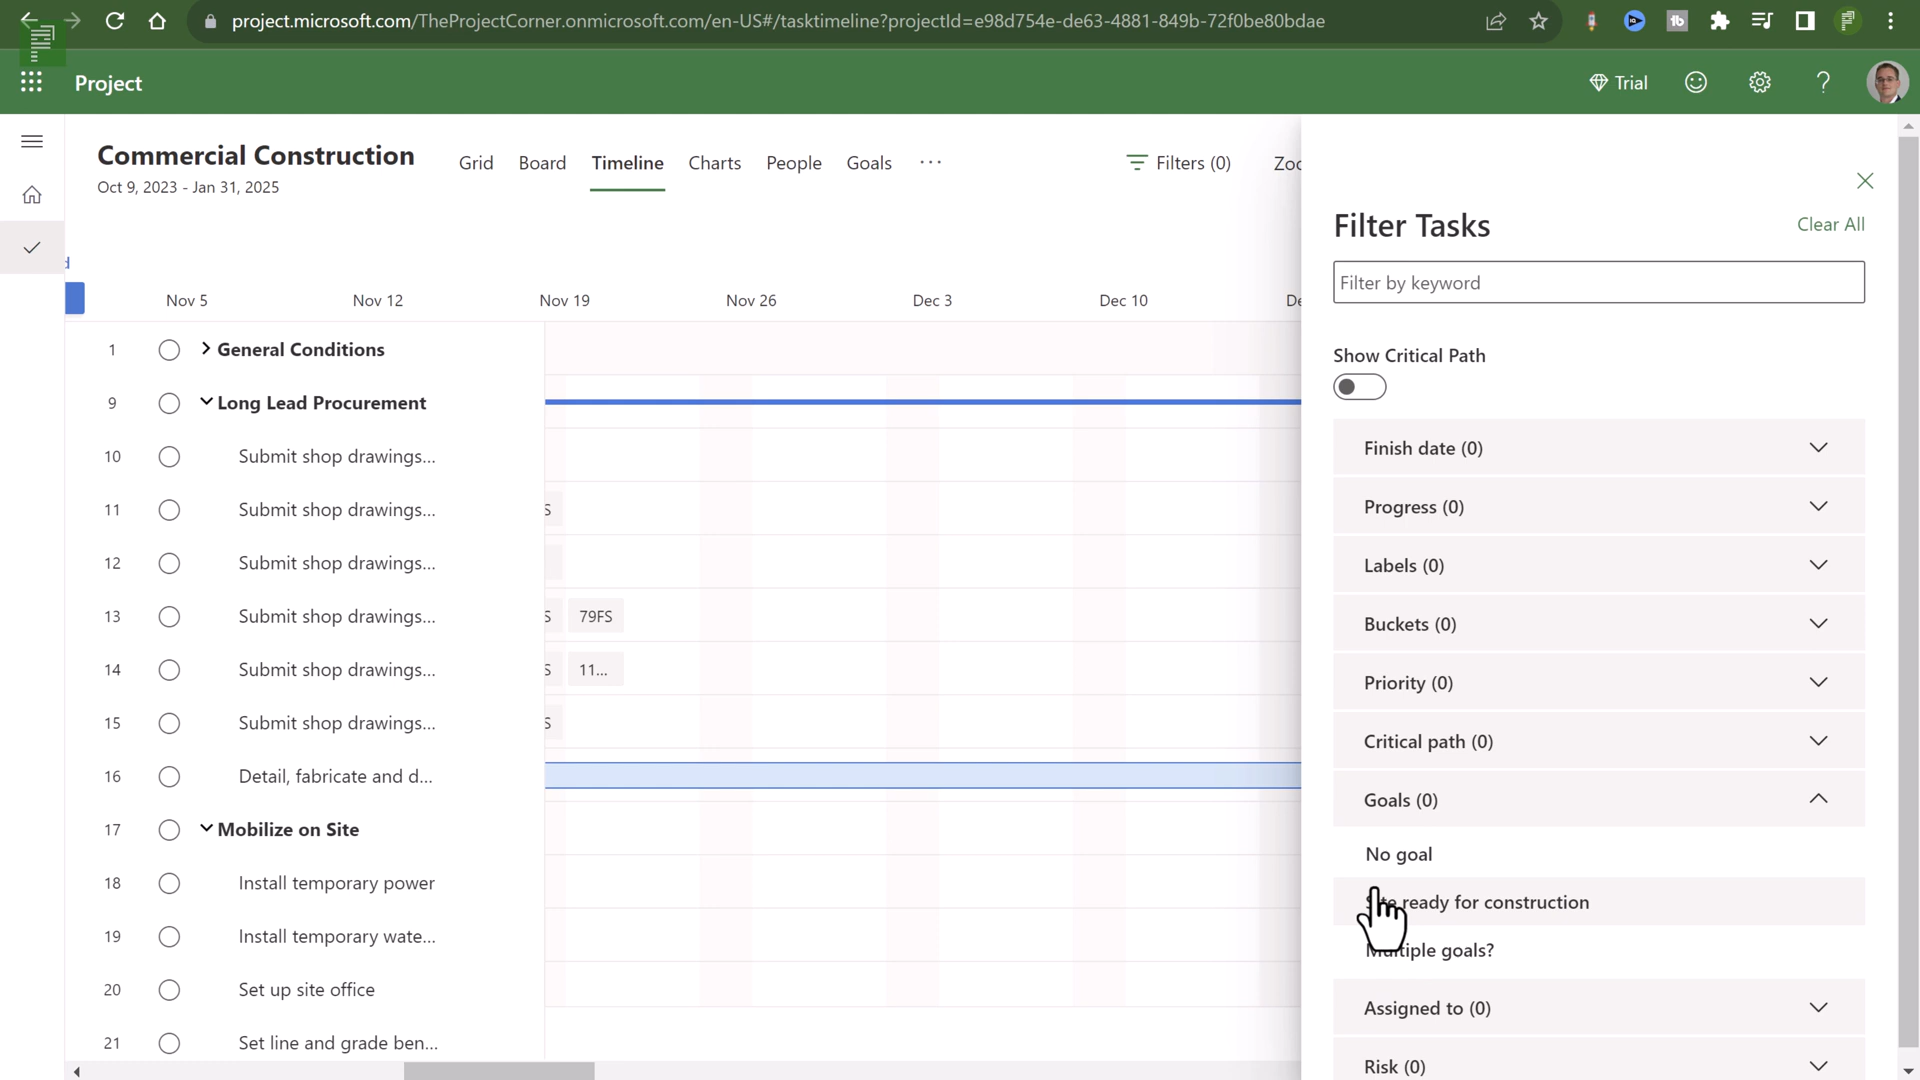 project.microsoft.com/TheProjectCorner.onmicrosoft.com/en-US#/tasktimeline?projectId=e98d754e-de63-4881-849b-72f0be80bdae
Project
Trial
Commercial Construction
Oct 9, 2023 - Jan 31, 2025
Grid
Board
Timeline
Charts
People
Goals
Filters (0)
Zoo
Nov 5
Nov 12
Nov 19
Nov 26
Dec 3
Dec 10
De
1 General Conditions
9 Long Lead Procurement
10 Submit shop drawings...
11 Submit shop drawings... S
12 Submit shop drawings...
13 Submit shop drawings... S 79FS
14 Submit shop drawings... S 11...
15 Submit shop drawings... S
16 Detail, fabricate and d...
17 Mobilize on Site
18 Install temporary power
19 Install temporary wate...
20 Set up site office
21 Set line and grade ben...
Filter Tasks
Clear All
Filter by keyword
Show Critical Path
Finish date (0)
Progress (0)
Labels (0)
Buckets (0)
Priority (0)
Critical path (0)
Goals (0)
No goal
Site ready for construction
Multiple goals?
Assigned to (0)
Risk (0)